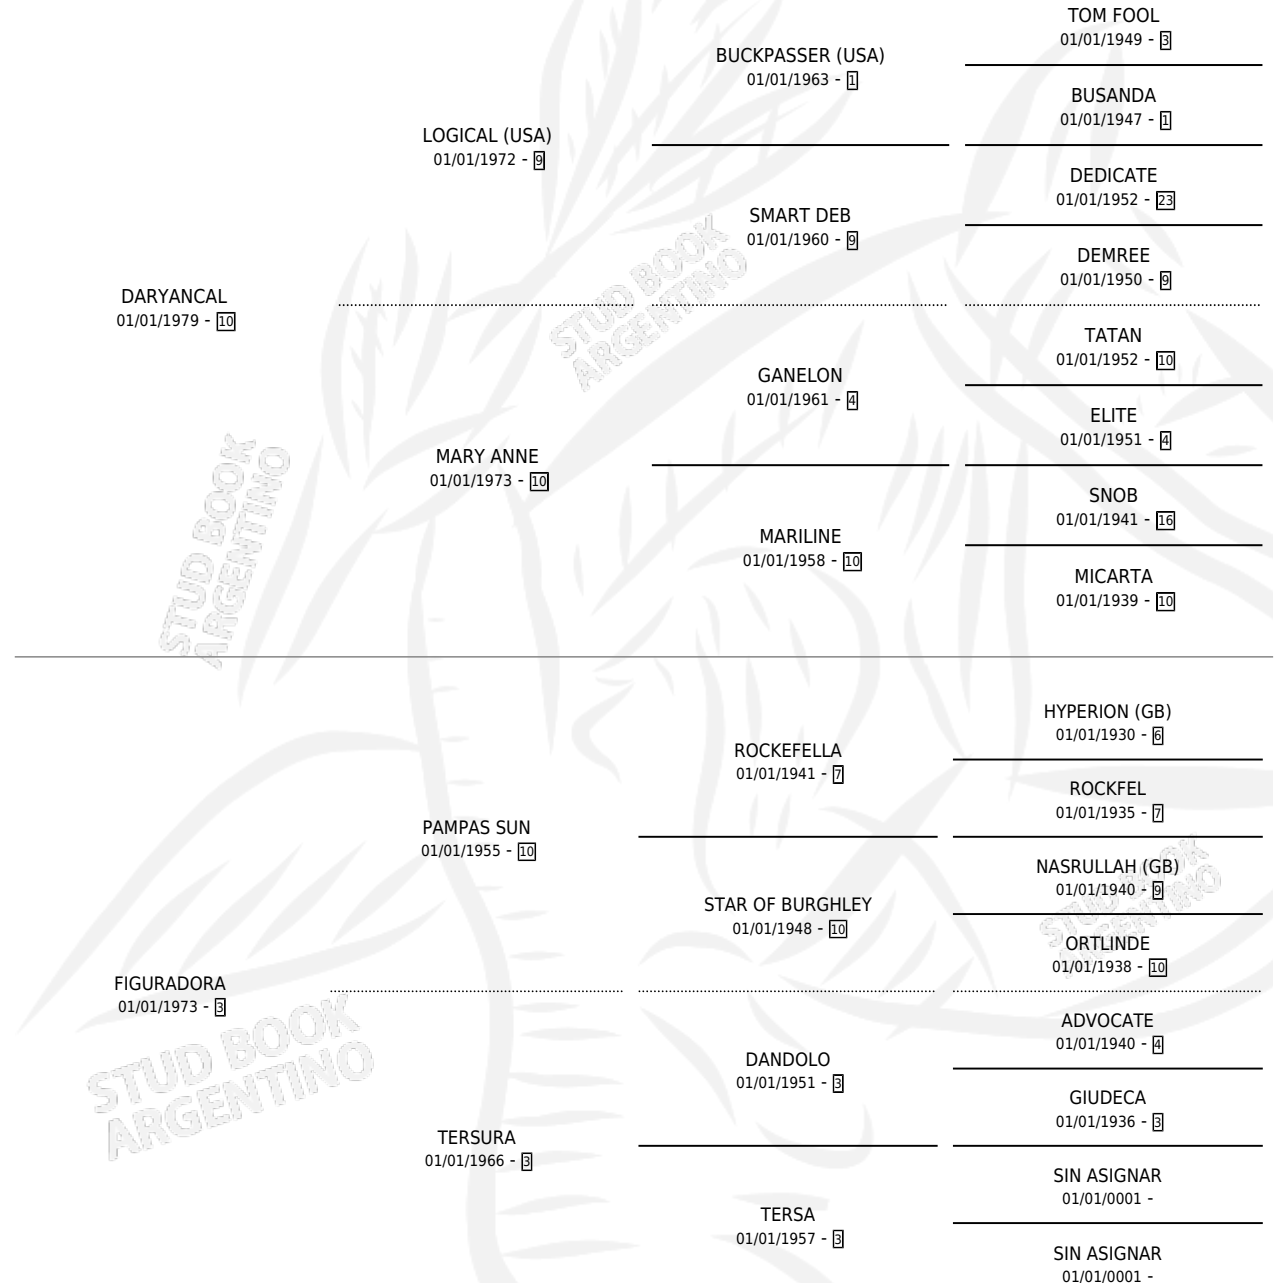 TOM FOOL
01/01/1949 - 3
BUCKPASSER (USA)
01/01/1963 - 1
BUSANDA
01/01/1947 - 1
LOGICAL (USA)
01/01/1972 - 9
DEDICATE
01/01/1952 - 23
SMART DEB
01/01/1960 - 9
DEMREE
01/01/1950 - 9
DARYANCAL
01/01/1979 - 10
TATAN
01/01/1952 - 10
GANELON
01/01/1961 - 4
ELITE
01/01/1951 - 4
MARY ANNE
01/01/1973 - 10
SNOB
01/01/1941 - 16
MARILINE
01/01/1958 - 10
MICARTA
01/01/1939 - 10
HYPERION (GB)
01/01/1930 - 6
ROCKEFELLA
01/01/1941 - 7
ROCKFEL
01/01/1935 - 7
PAMPAS SUN
01/01/1955 - 10
NASRULLAH (GB)
01/01/1940 - 9
STAR OF BURGHLEY
01/01/1948 - 10
ORTLINDE
01/01/1938 - 10
FIGURADORA
01/01/1973 - 3
ADVOCATE
01/01/1940 - 4
DANDOLO
01/01/1951 - 3
GIUDECA
01/01/1936 - 3
TERSURA
01/01/1966 - 3
SIN ASIGNAR
01/01/0001 -
TERSA
01/01/1957 - 3
SIN ASIGNAR
01/01/0001 -
STUD BOOK
ARGENTINO
STUD BOOK
ARGENTINO
STUD BOOK
ARGENTINO
STUD BOOK
ARGENTINO